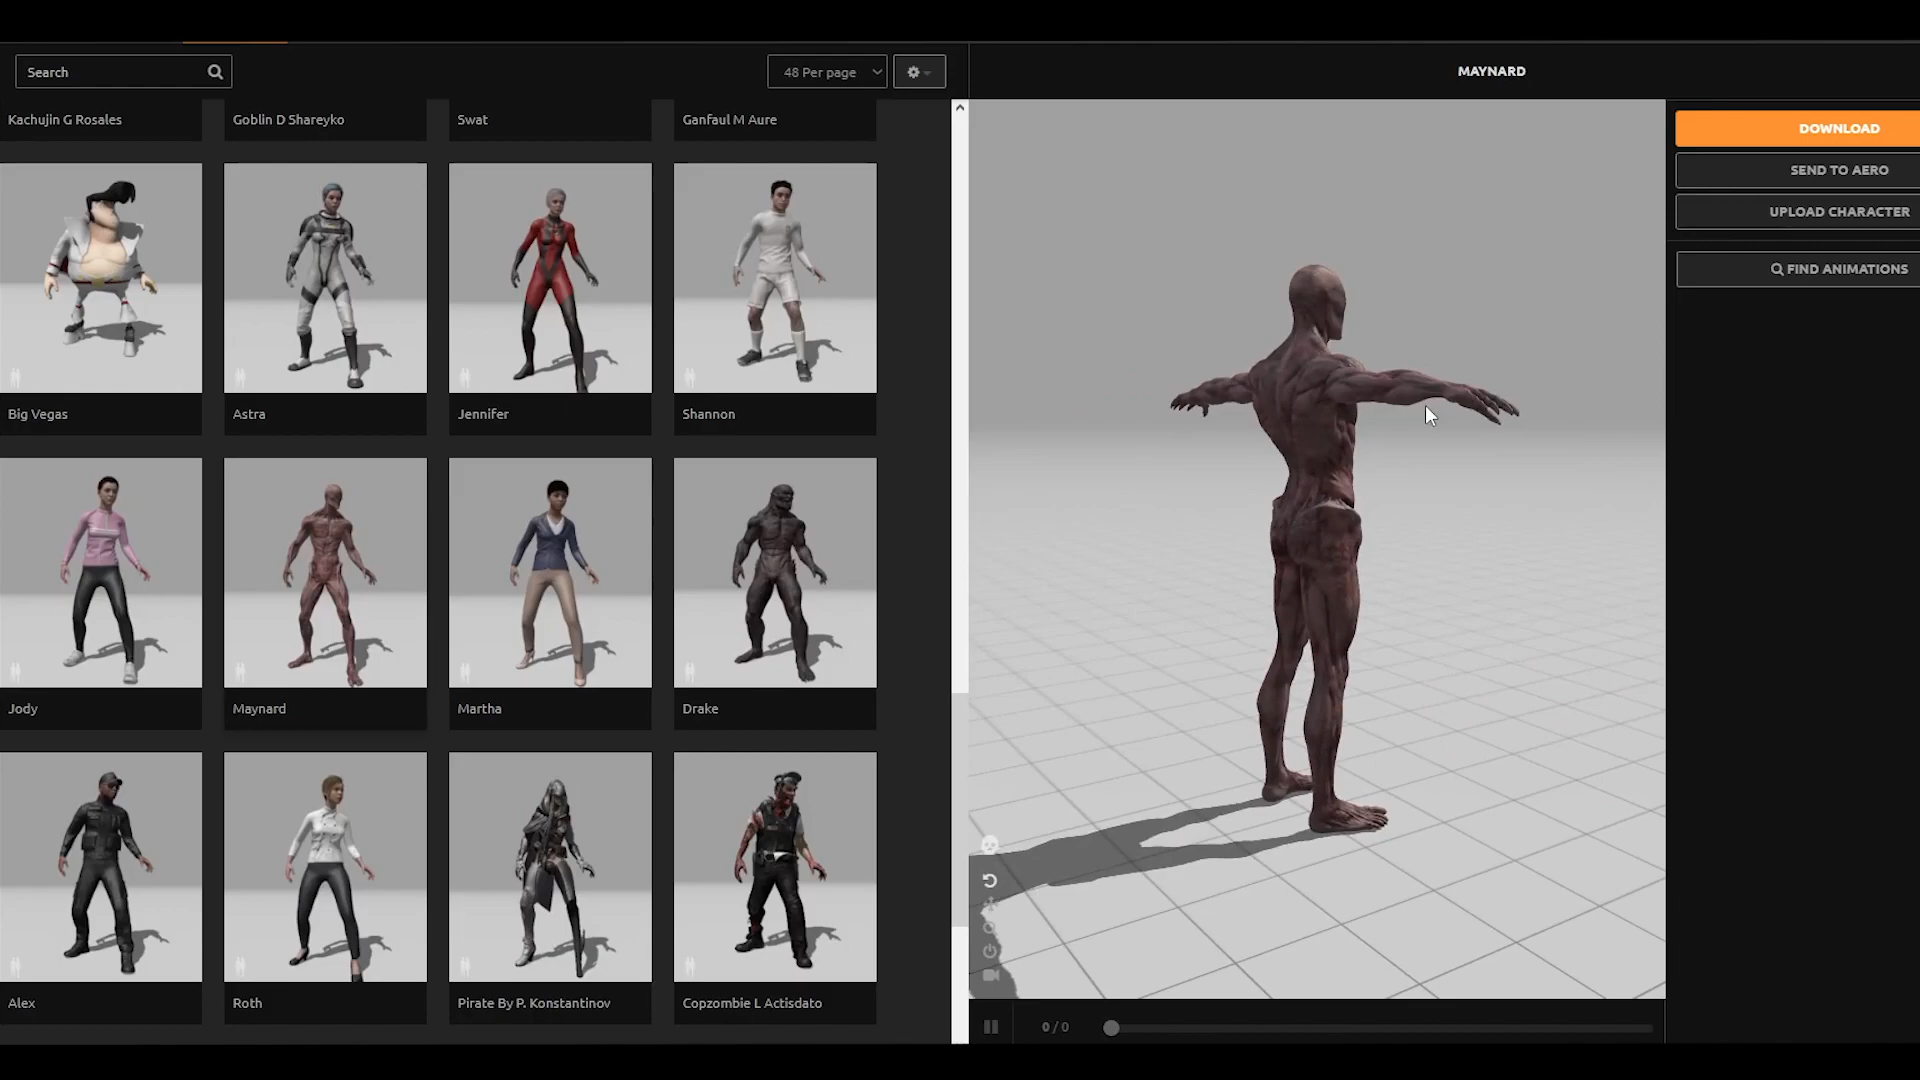 Search
48 Per page
MAYNARD
Kachujin G Rosales
Goblin D Shareyko
Swat
Ganfaul M Aure
DOWNLOAD
SEND TO AERO
UPLOAD CHARACTER
FIND ANIMATIONS
Big Vegas
Astra
Jennifer
Shannon
Jody
Maynard
Martha
Drake
Alex
Roth
Pirate By P. Konstantinov
Copzombie L Actisdato
0 / 0